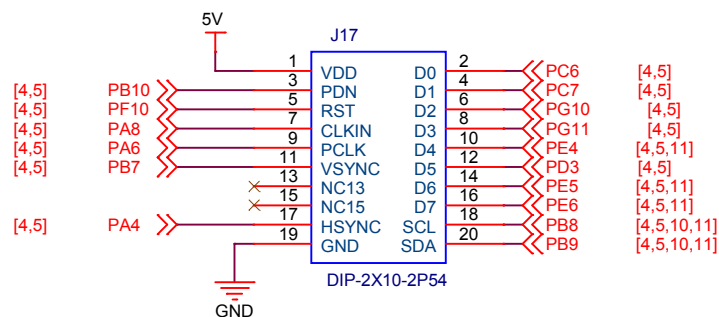 5V
J17
1 VDD D0 2 PC6 [4,5]
[4,5] PB10 3 PDN D1 4 PC7 [4,5]
[4,5] PF10 5 RST D2 6 PG10 [4,5]
[4,5] PA8 7 CLKIN D3 8 PG11 [4,5]
[4,5] PA6 9 PCLK D4 10 PE4 [4,5,11]
[4,5] PB7 11 VSYNC D5 12 PD3 [4,5]
13 NC13 D6 14 PE5 [4,5,11]
15 NC15 D7 16 PE6 [4,5,11]
[4,5] PA4 17 HSYNC SCL 18 PB8 [4,5,10,11]
19 GND SDA 20 PB9 [4,5,10,11]
DIP-2X10-2P54
GND